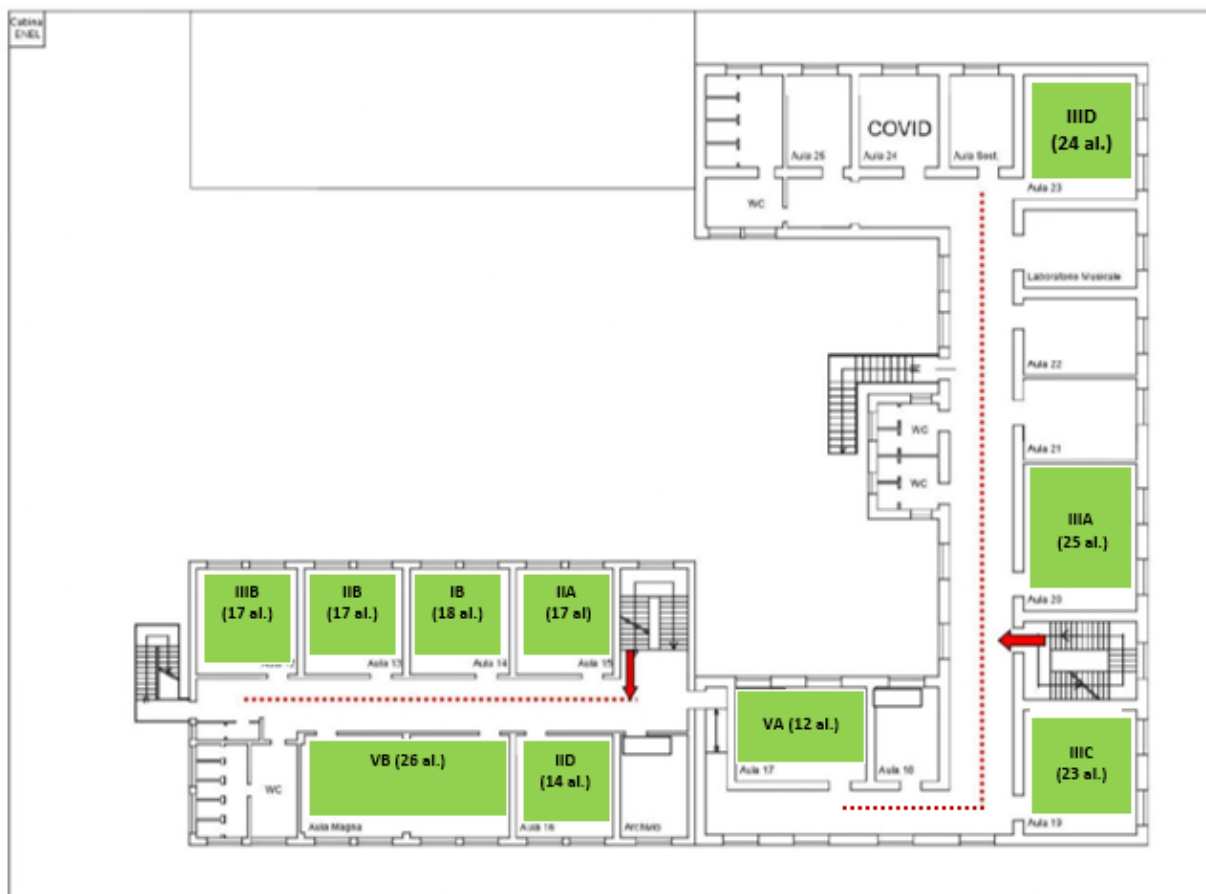 Cabina
ENEL
COVID
Aula 25
Aula 24
Aula Sost.
IIID
(24 al.)
Aula 23
WC
Laboratorio Musicale
Aula 22
WC
Aula 21
WC
IIIA
(25 al.)
Aula 20
IIIB
(17 al.)
IIB
(17 al.)
IB
(18 al.)
IIA
(17 al)
Aula 13
Aula 14
Aula 15
VB (26 al.)
IID
(14 al.)
VA (12 al.)
IIIC
(23 al.)
WC
Aula Magna
Aula 16
Archivio
Aula 17
Aula 18
Aula 19